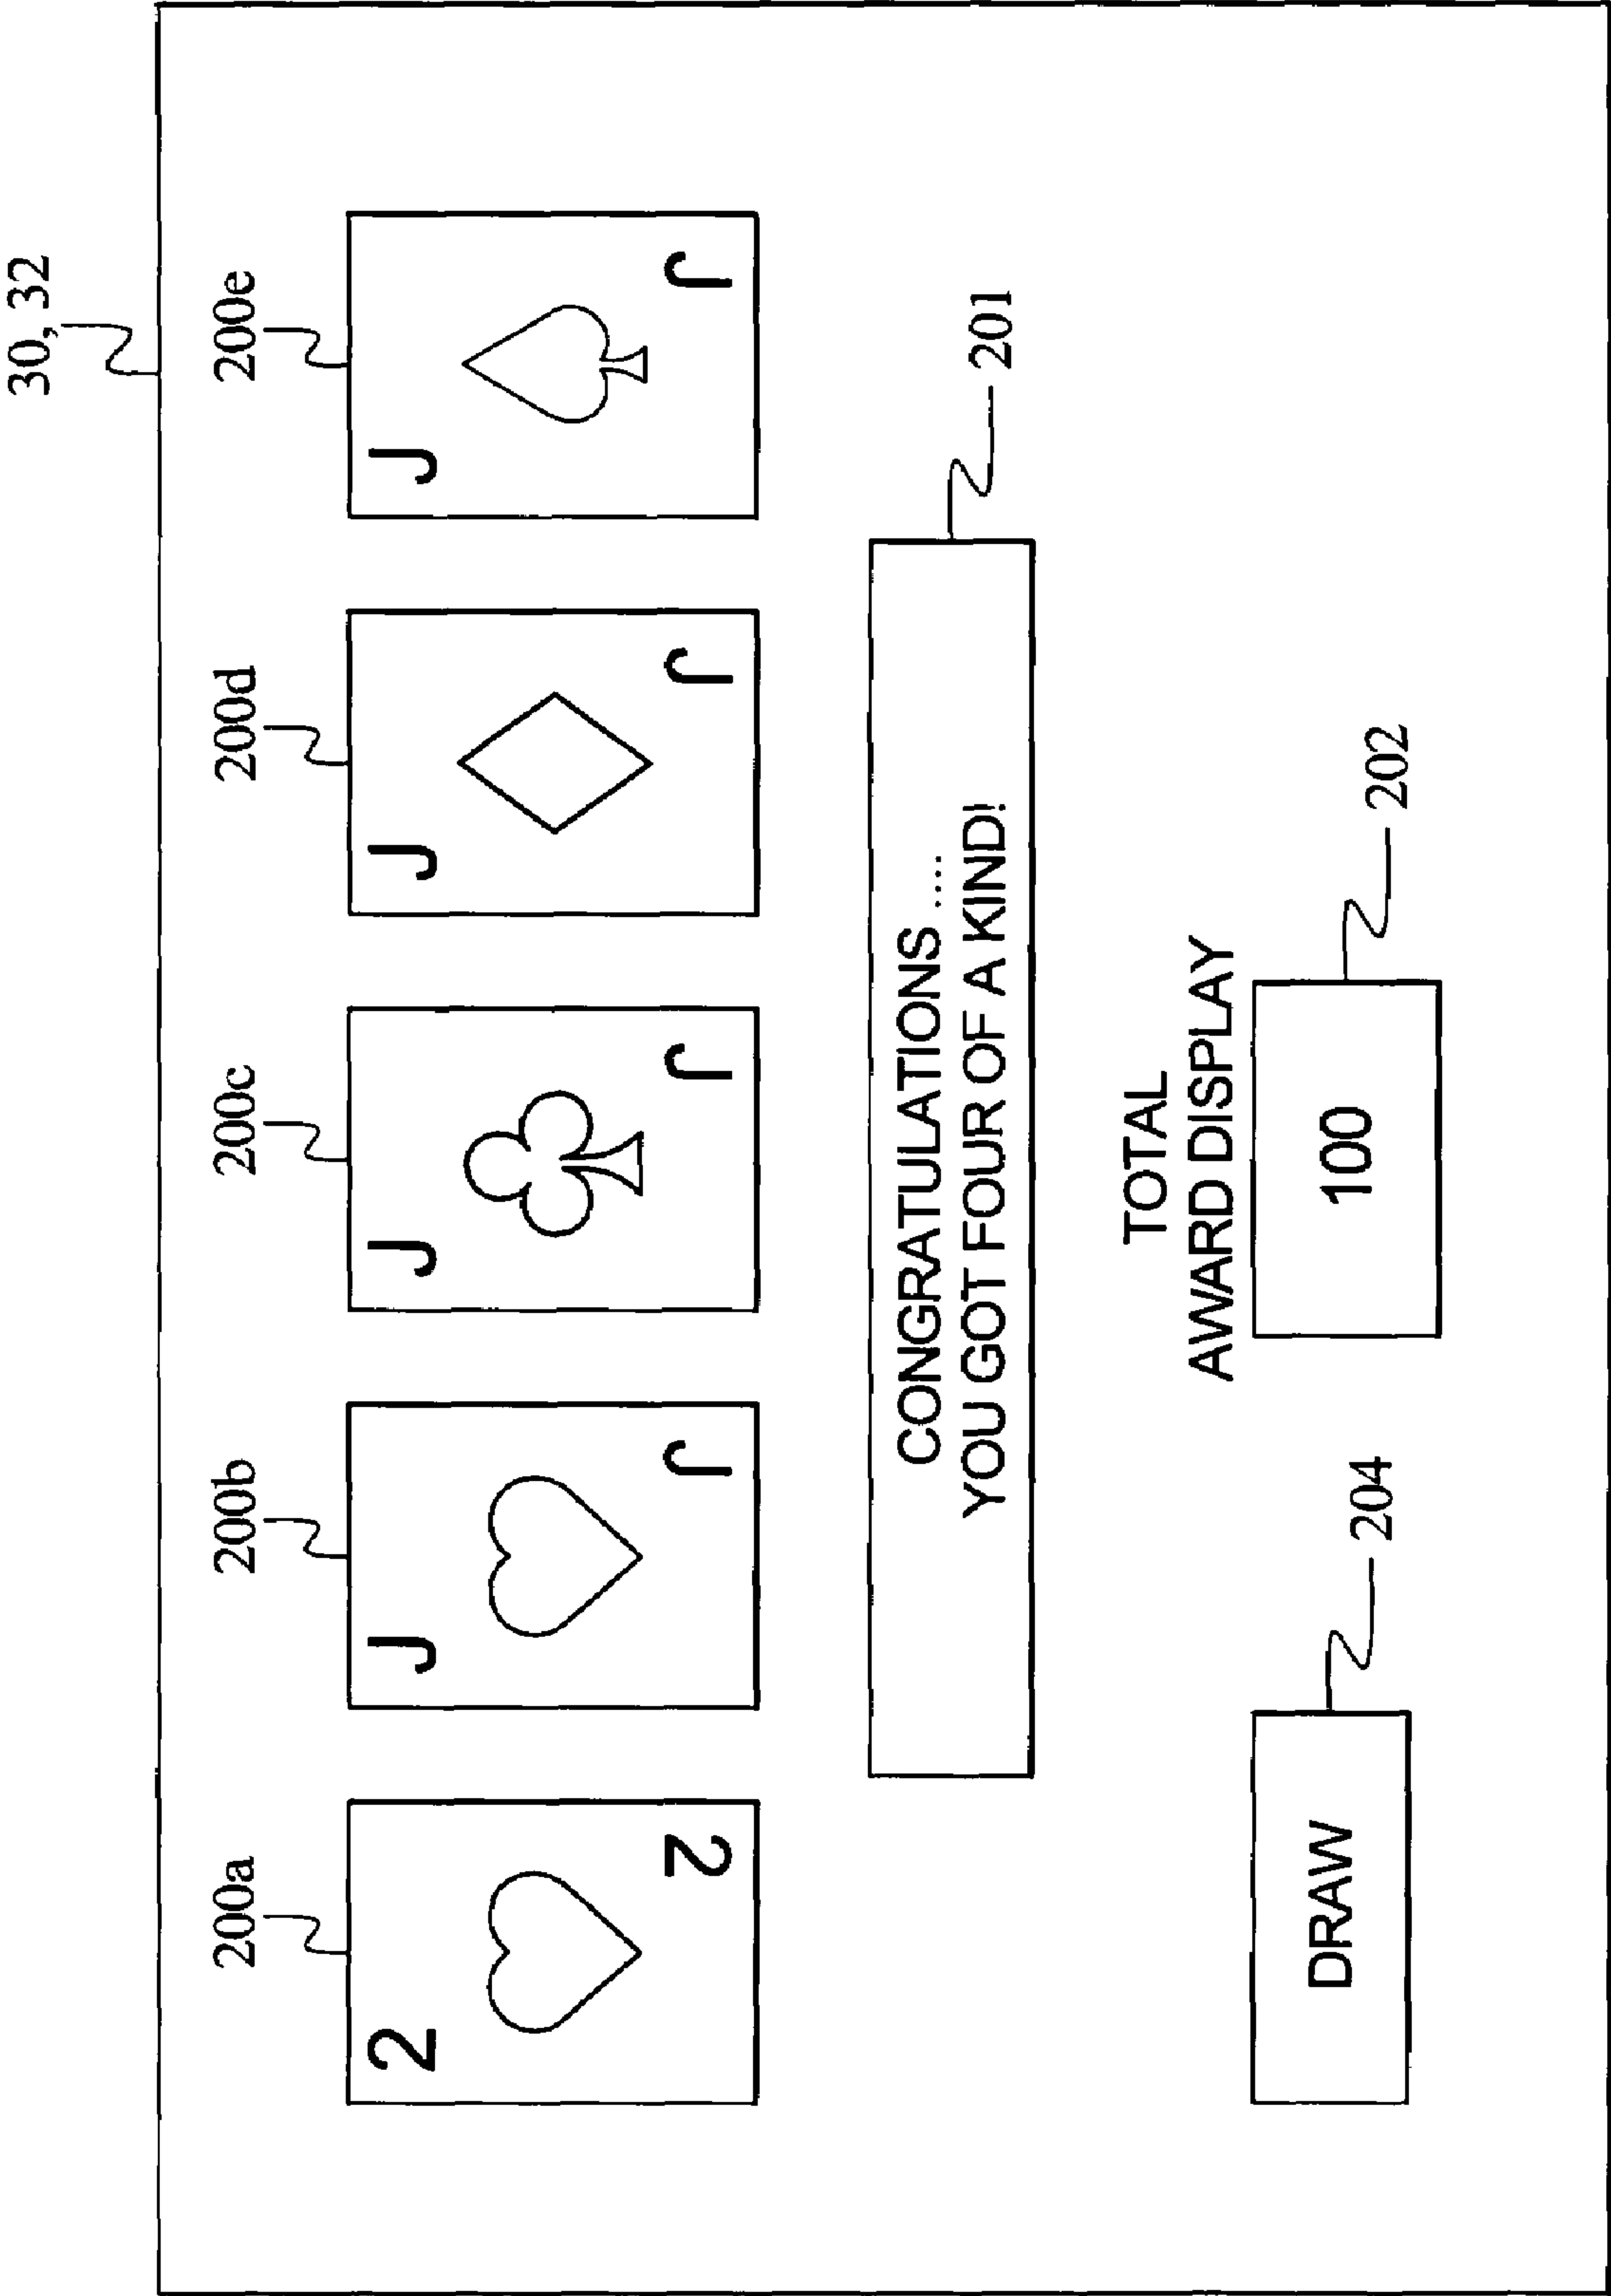 30, 32
200a 200b 200c 200d 200e
2 J J J J
2 J J J J
CONGRATULATIONS ....
YOU GOT FOUR OF A KIND!
201
TOTAL
AWARD DISPLAY
DRAW 204 100 202